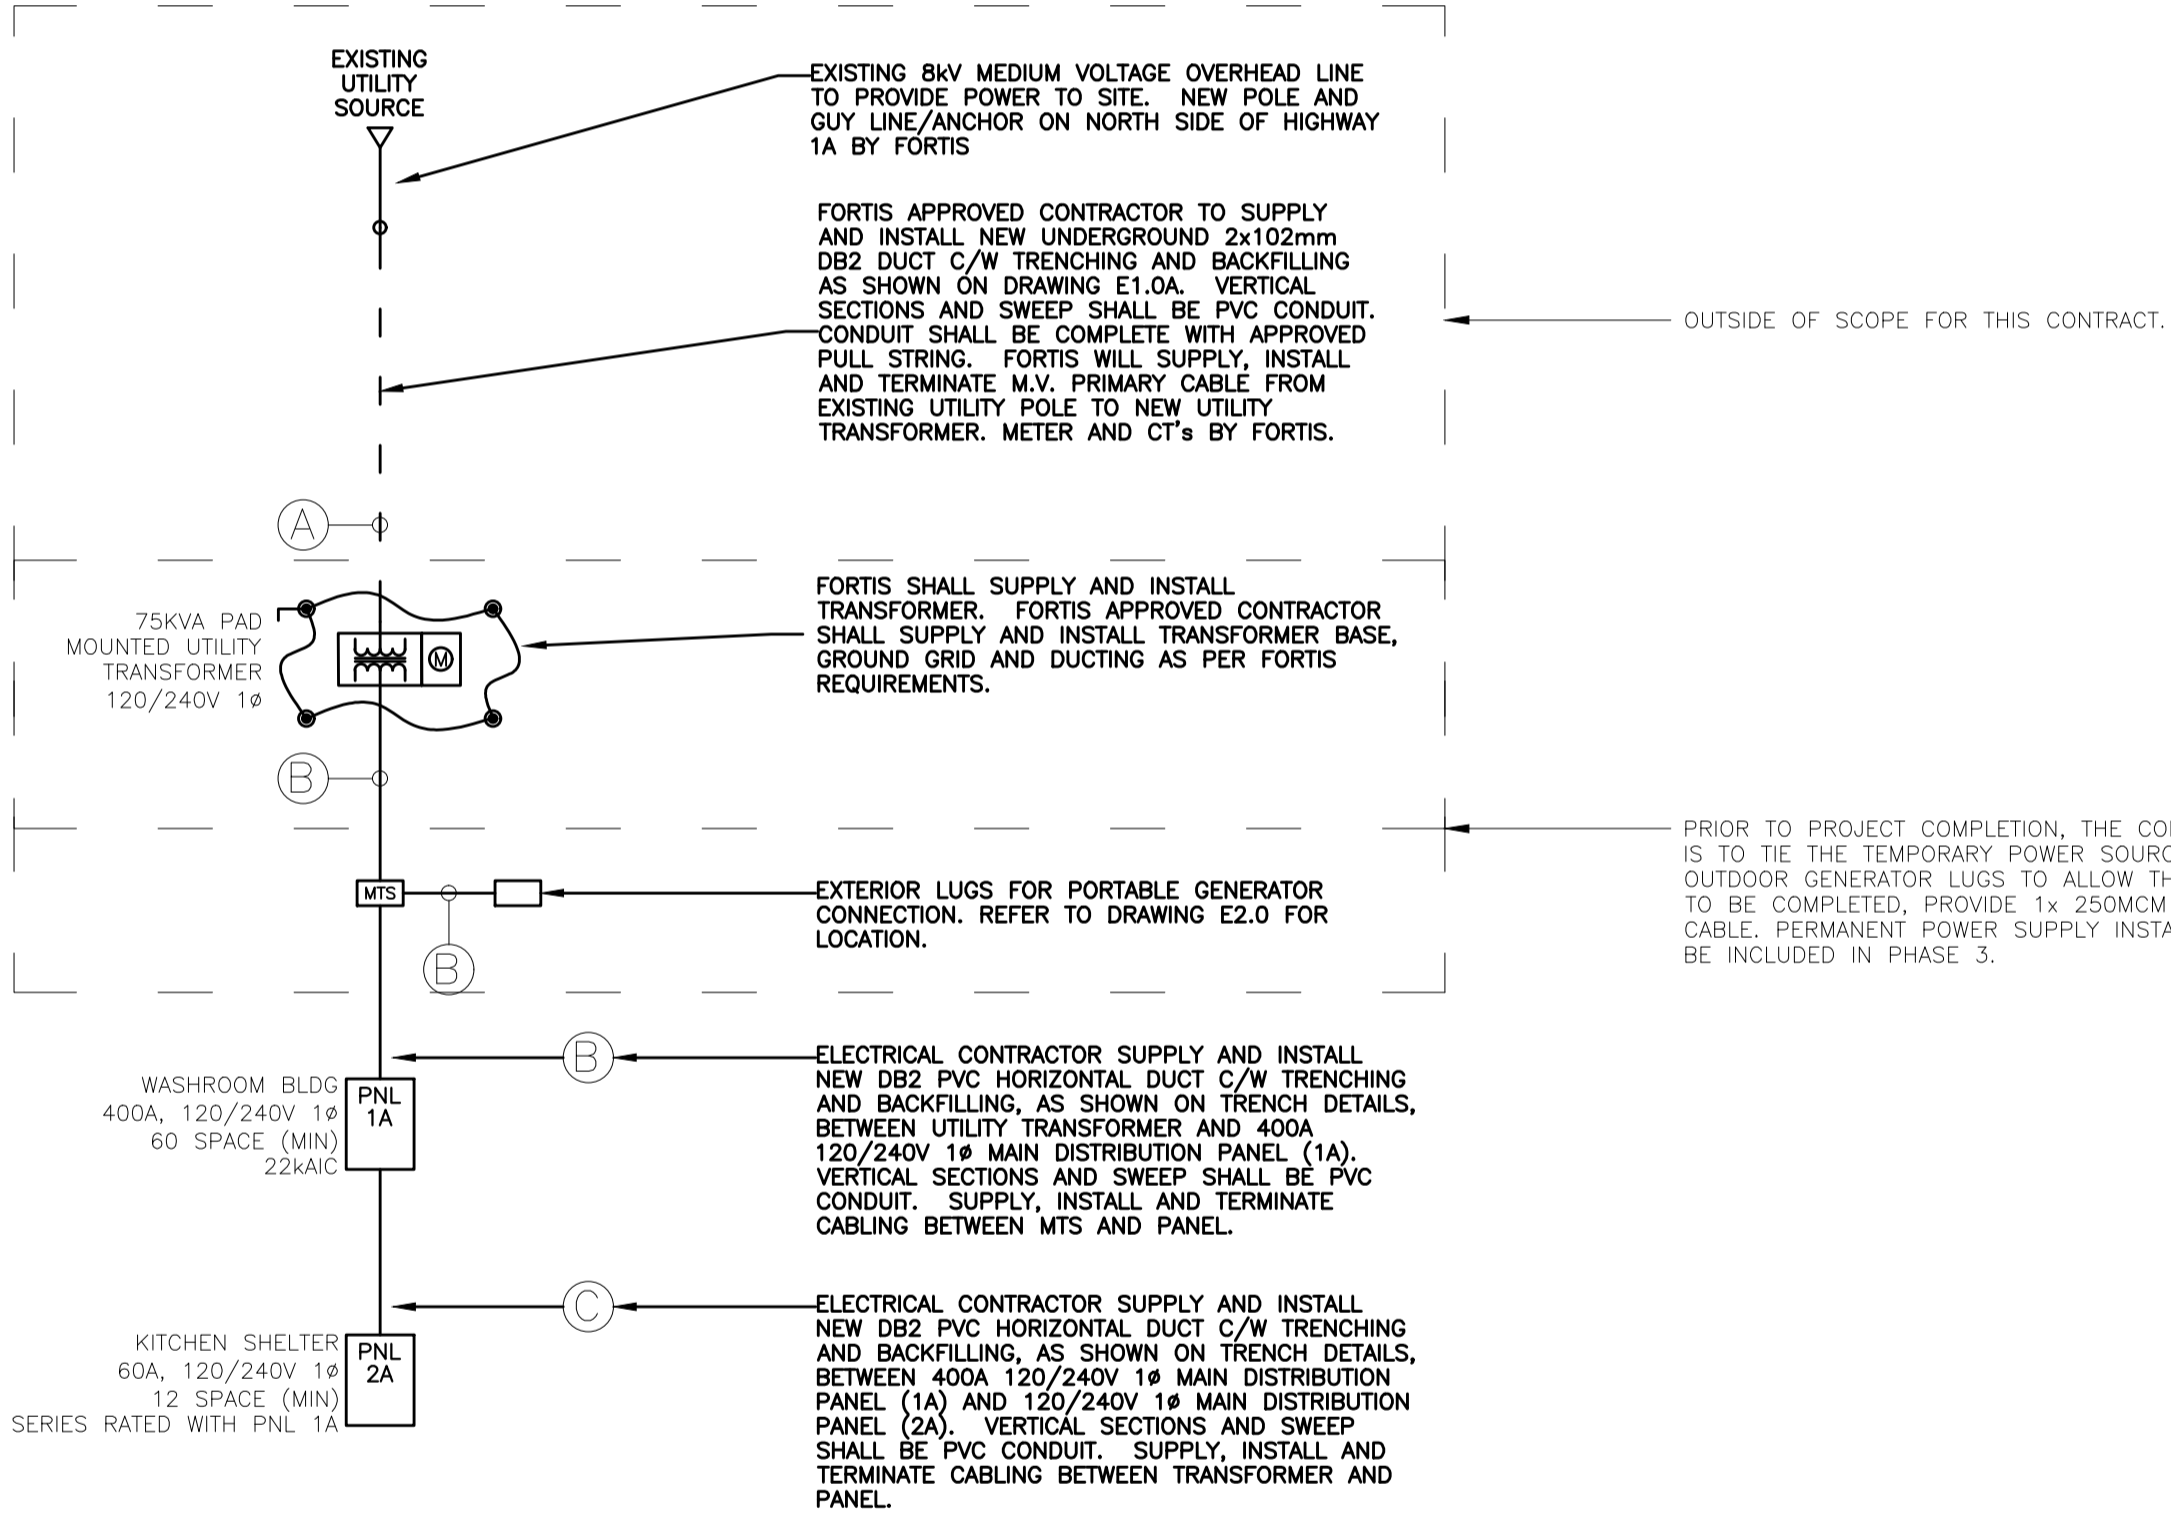 EXISTING
UTILITY
SOURCE
EXISTING 8kV MEDIUM VOLTAGE OVERHEAD LINE
TO PROVIDE POWER TO SITE. NEW POLE AND
GUY LINE/ANCHOR ON NORTH SIDE OF HIGHWAY
1A BY FORTIS
FORTIS APPROVED CONTRACTOR TO SUPPLY
AND INSTALL NEW UNDERGROUND 2x102mm
DB2 DUCT C/W TRENCHING AND BACKFILLING
AS SHOWN ON DRAWING E1.0A. VERTICAL
SECTIONS AND SWEEP SHALL BE PVC CONDUIT.
CONDUIT SHALL BE COMPLETE WITH APPROVED
PULL STRING. FORTIS WILL SUPPLY, INSTALL
AND TERMINATE M.V. PRIMARY CABLE FROM
EXISTING UTILITY POLE TO NEW UTILITY
TRANSFORMER. METER AND CT's BY FORTIS.
OUTSIDE OF SCOPE FOR THIS CONTRACT.
A
75KVA PAD
MOUNTED UTILITY
TRANSFORMER
120/240V 1ø
M
FORTIS SHALL SUPPLY AND INSTALL
TRANSFORMER. FORTIS APPROVED CONTRACTOR
SHALL SUPPLY AND INSTALL TRANSFORMER BASE,
GROUND GRID AND DUCTING AS PER FORTIS
REQUIREMENTS.
B
PRIOR TO PROJECT COMPLETION, THE
IS TO TIE THE TEMPORARY POWER
OUTDOOR GENERATOR LUGS TO ALLOW
TO BE COMPLETED, PROVIDE 1x 250MCM
CABLE. PERMANENT POWER SUPPLY
BE INCLUDED IN PHASE 3.
MTS
EXTERIOR LUGS FOR PORTABLE GENERATOR
CONNECTION. REFER TO DRAWING E2.0 FOR
LOCATION.
B
B
ELECTRICAL CONTRACTOR SUPPLY AND INSTALL
NEW DB2 PVC HORIZONTAL DUCT C/W TRENCHING
AND BACKFILLING, AS SHOWN ON TRENCH DETAILS,
BETWEEN UTILITY TRANSFORMER AND 400A
120/240V 1ø MAIN DISTRIBUTION PANEL (1A).
VERTICAL SECTIONS AND SWEEP SHALL BE PVC
CONDUIT. SUPPLY, INSTALL AND TERMINATE
CABLING BETWEEN MTS AND PANEL.
WASHROOM BLDG
400A, 120/240V 1ø
60 SPACE (MIN)
22kAIC
PNL
1A
C
ELECTRICAL CONTRACTOR SUPPLY AND INSTALL
NEW DB2 PVC HORIZONTAL DUCT C/W TRENCHING
AND BACKFILLING, AS SHOWN ON TRENCH DETAILS,
BETWEEN 400A 120/240V 1ø MAIN DISTRIBUTION
PANEL (1A) AND 120/240V 1ø MAIN DISTRIBUTION
PANEL (2A). VERTICAL SECTIONS AND SWEEP
SHALL BE PVC CONDUIT. SUPPLY, INSTALL AND
TERMINATE CABLING BETWEEN TRANSFORMER AND
PANEL.
KITCHEN SHELTER
60A, 120/240V 1ø
12 SPACE (MIN)
SERIES RATED WITH PNL 1A
PNL
2A